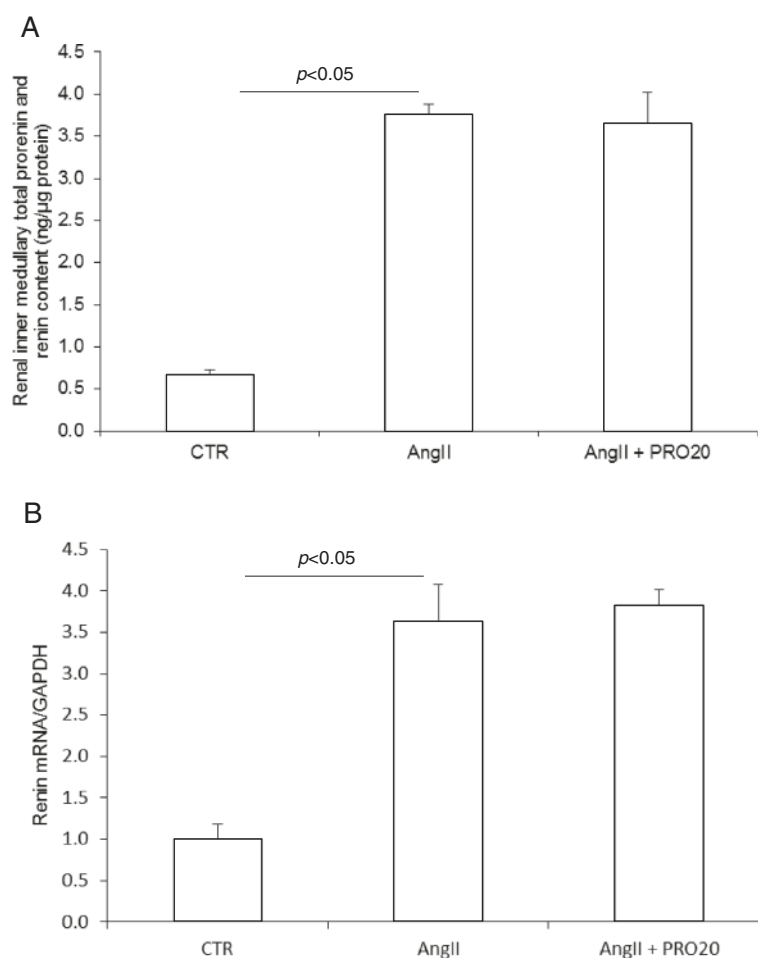 A
Renal inner medullary total prorenin and
renin content (ng/µg protein)
4.5
4.0
3.5
3.0
2.5
2.0
1.5
1.0
0.5
0.0
p<0.05
CTR
AngII
AngII + PRO20
B
Renin mRNA/GAPDH
4.5
4.0
3.5
3.0
2.5
2.0
1.5
1.0
0.5
0.0
p<0.05
CTR
AngII
AngII + PRO20